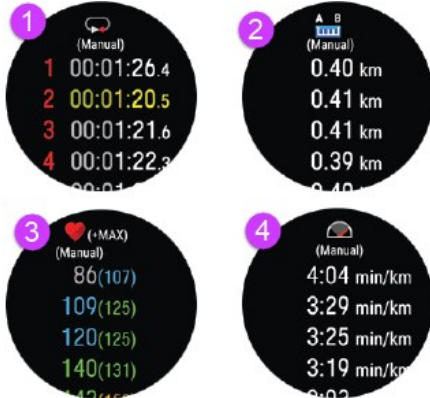 1
(Manual)
1 00:01:26.4
2 00:01:20.5
3 00:01:21.6
4 00:01:22.3
2
A B
(Manual)
0.40 km
0.41 km
0.41 km
0.39 km
3
(+MAX)
(Manual)
86(107)
109(125)
120(125)
140(131)
4
(Manual)
4:04 min/km
3:29 min/km
3:25 min/km
3:19 min/km